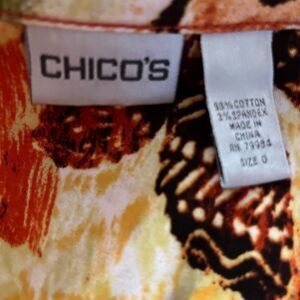 CHICO'S
98% COTTON
2% SPANDEX
MADE IN
CHINA
RN 79984
SIZE 0